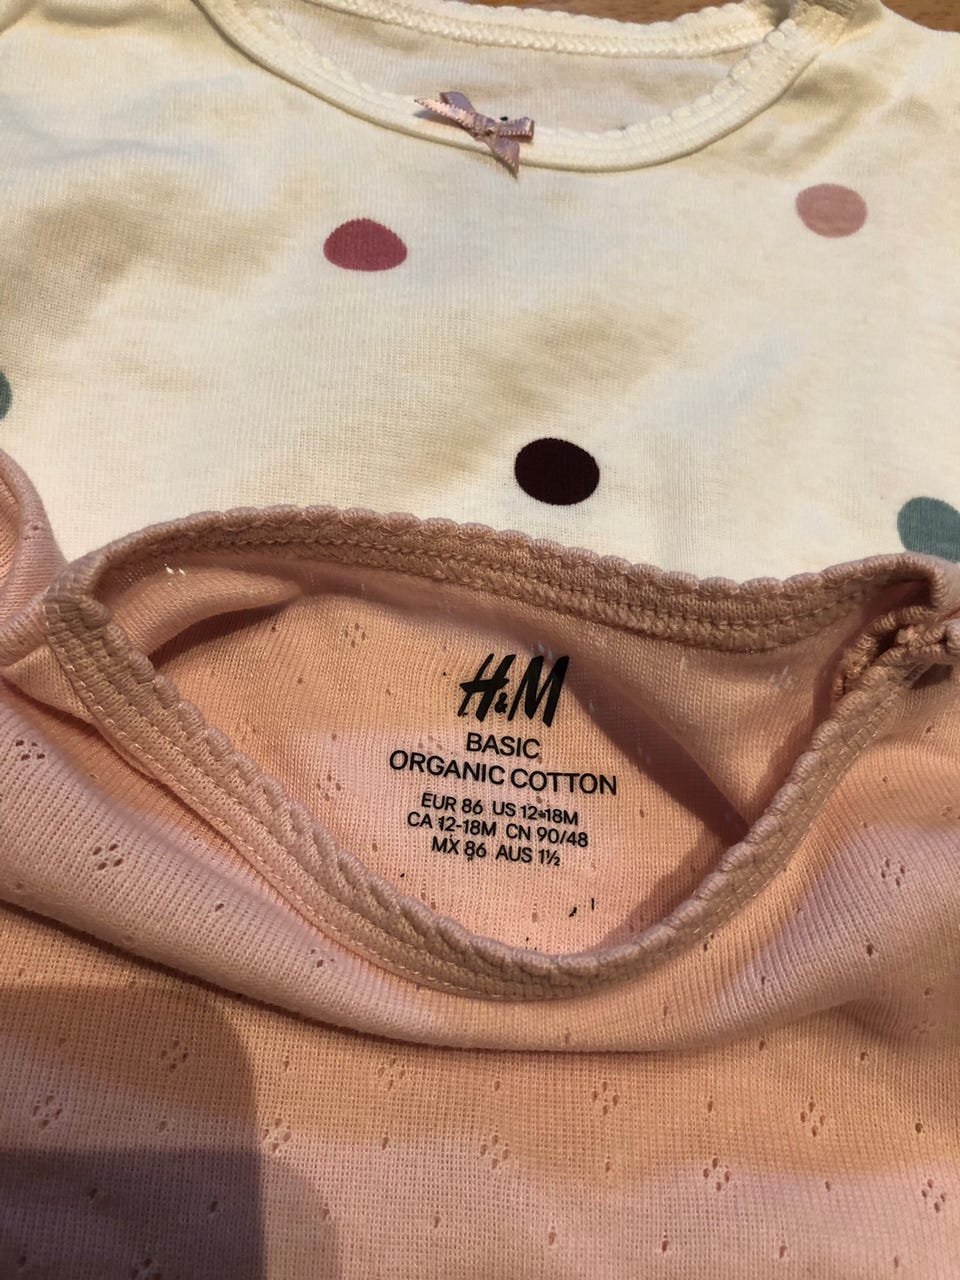 H&M
BASIC
ORGANIC COTTON
EUR 86 US 12-18M
CA 12-18M CN 90/48
MX 86 AUS 1½